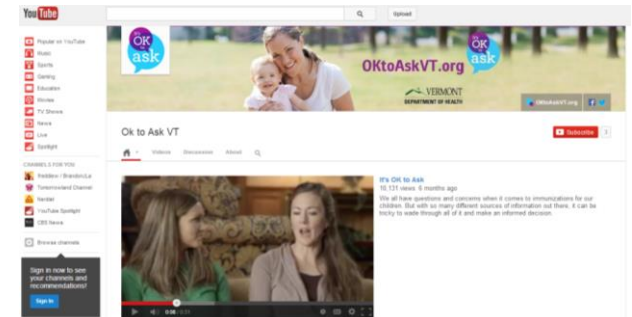 YouTube
Upload
Popular on YouTube
Music
Sports
Gaming
Education
Movies
TV Shows
News
Live
Spotlight
CHANNELS FOR YOU
Tomorrowland Channel
YouTube Spotlight
CBS News
Browse channels
Sign in now to see
your channels and
recommendations!
Sign In
IT'S
OK
to
ask
OKtoAskVT.org
IT'S
OK
to
ask
VERMONT
DEPARTMENT OF HEALTH
OKtoAskVT.org
Ok to Ask VT
Subscribe
Videos
Discussion
About
It's OK to Ask
10,131 views 6 months ago
We all have questions and concerns when it comes to immunizations for our
children. But with so many different sources of information out there, it can be
tricky to wade through all of it and make an informed decision.